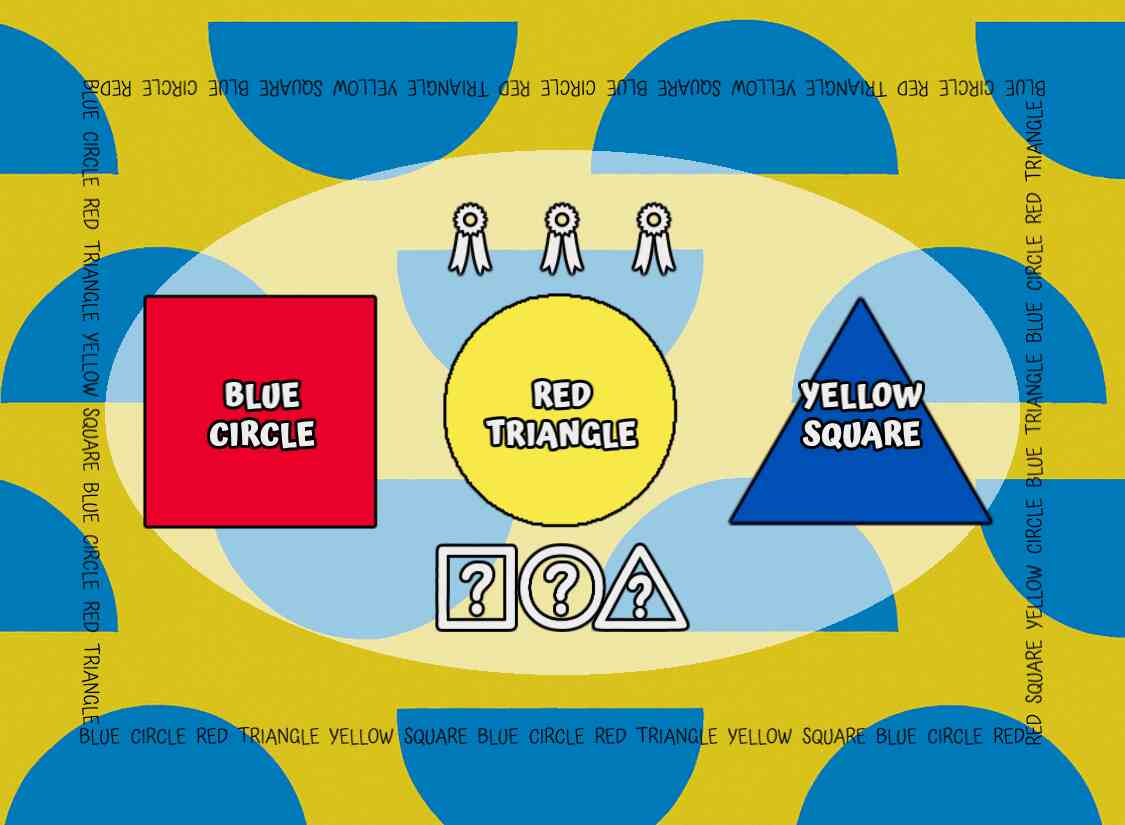 BLUE CIRCLE RED TRIANGLE YELLOW SQUARE BLUE CIRCLE RED TRIANGLE YELLOW SQUARE BLUE CIRCLE RED
BLUE CIRCLE RED TRIANGLE YELLOW SQUARE BLUE CIRCLE RED TRIANGLE
BLUE
CIRCLE
RED
TRIANGLE
YELLOW
SQUARE
? ? ?
RED SQUARE YELLOW CIRCLE BLUE TRIANGLE BLUE CIRCLE RED TRIANGLE
BLUE CIRCLE RED TRIANGLE YELLOW SQUARE BLUE CIRCLE RED TRIANGLE YELLOW SQUARE BLUE CIRCLE RED